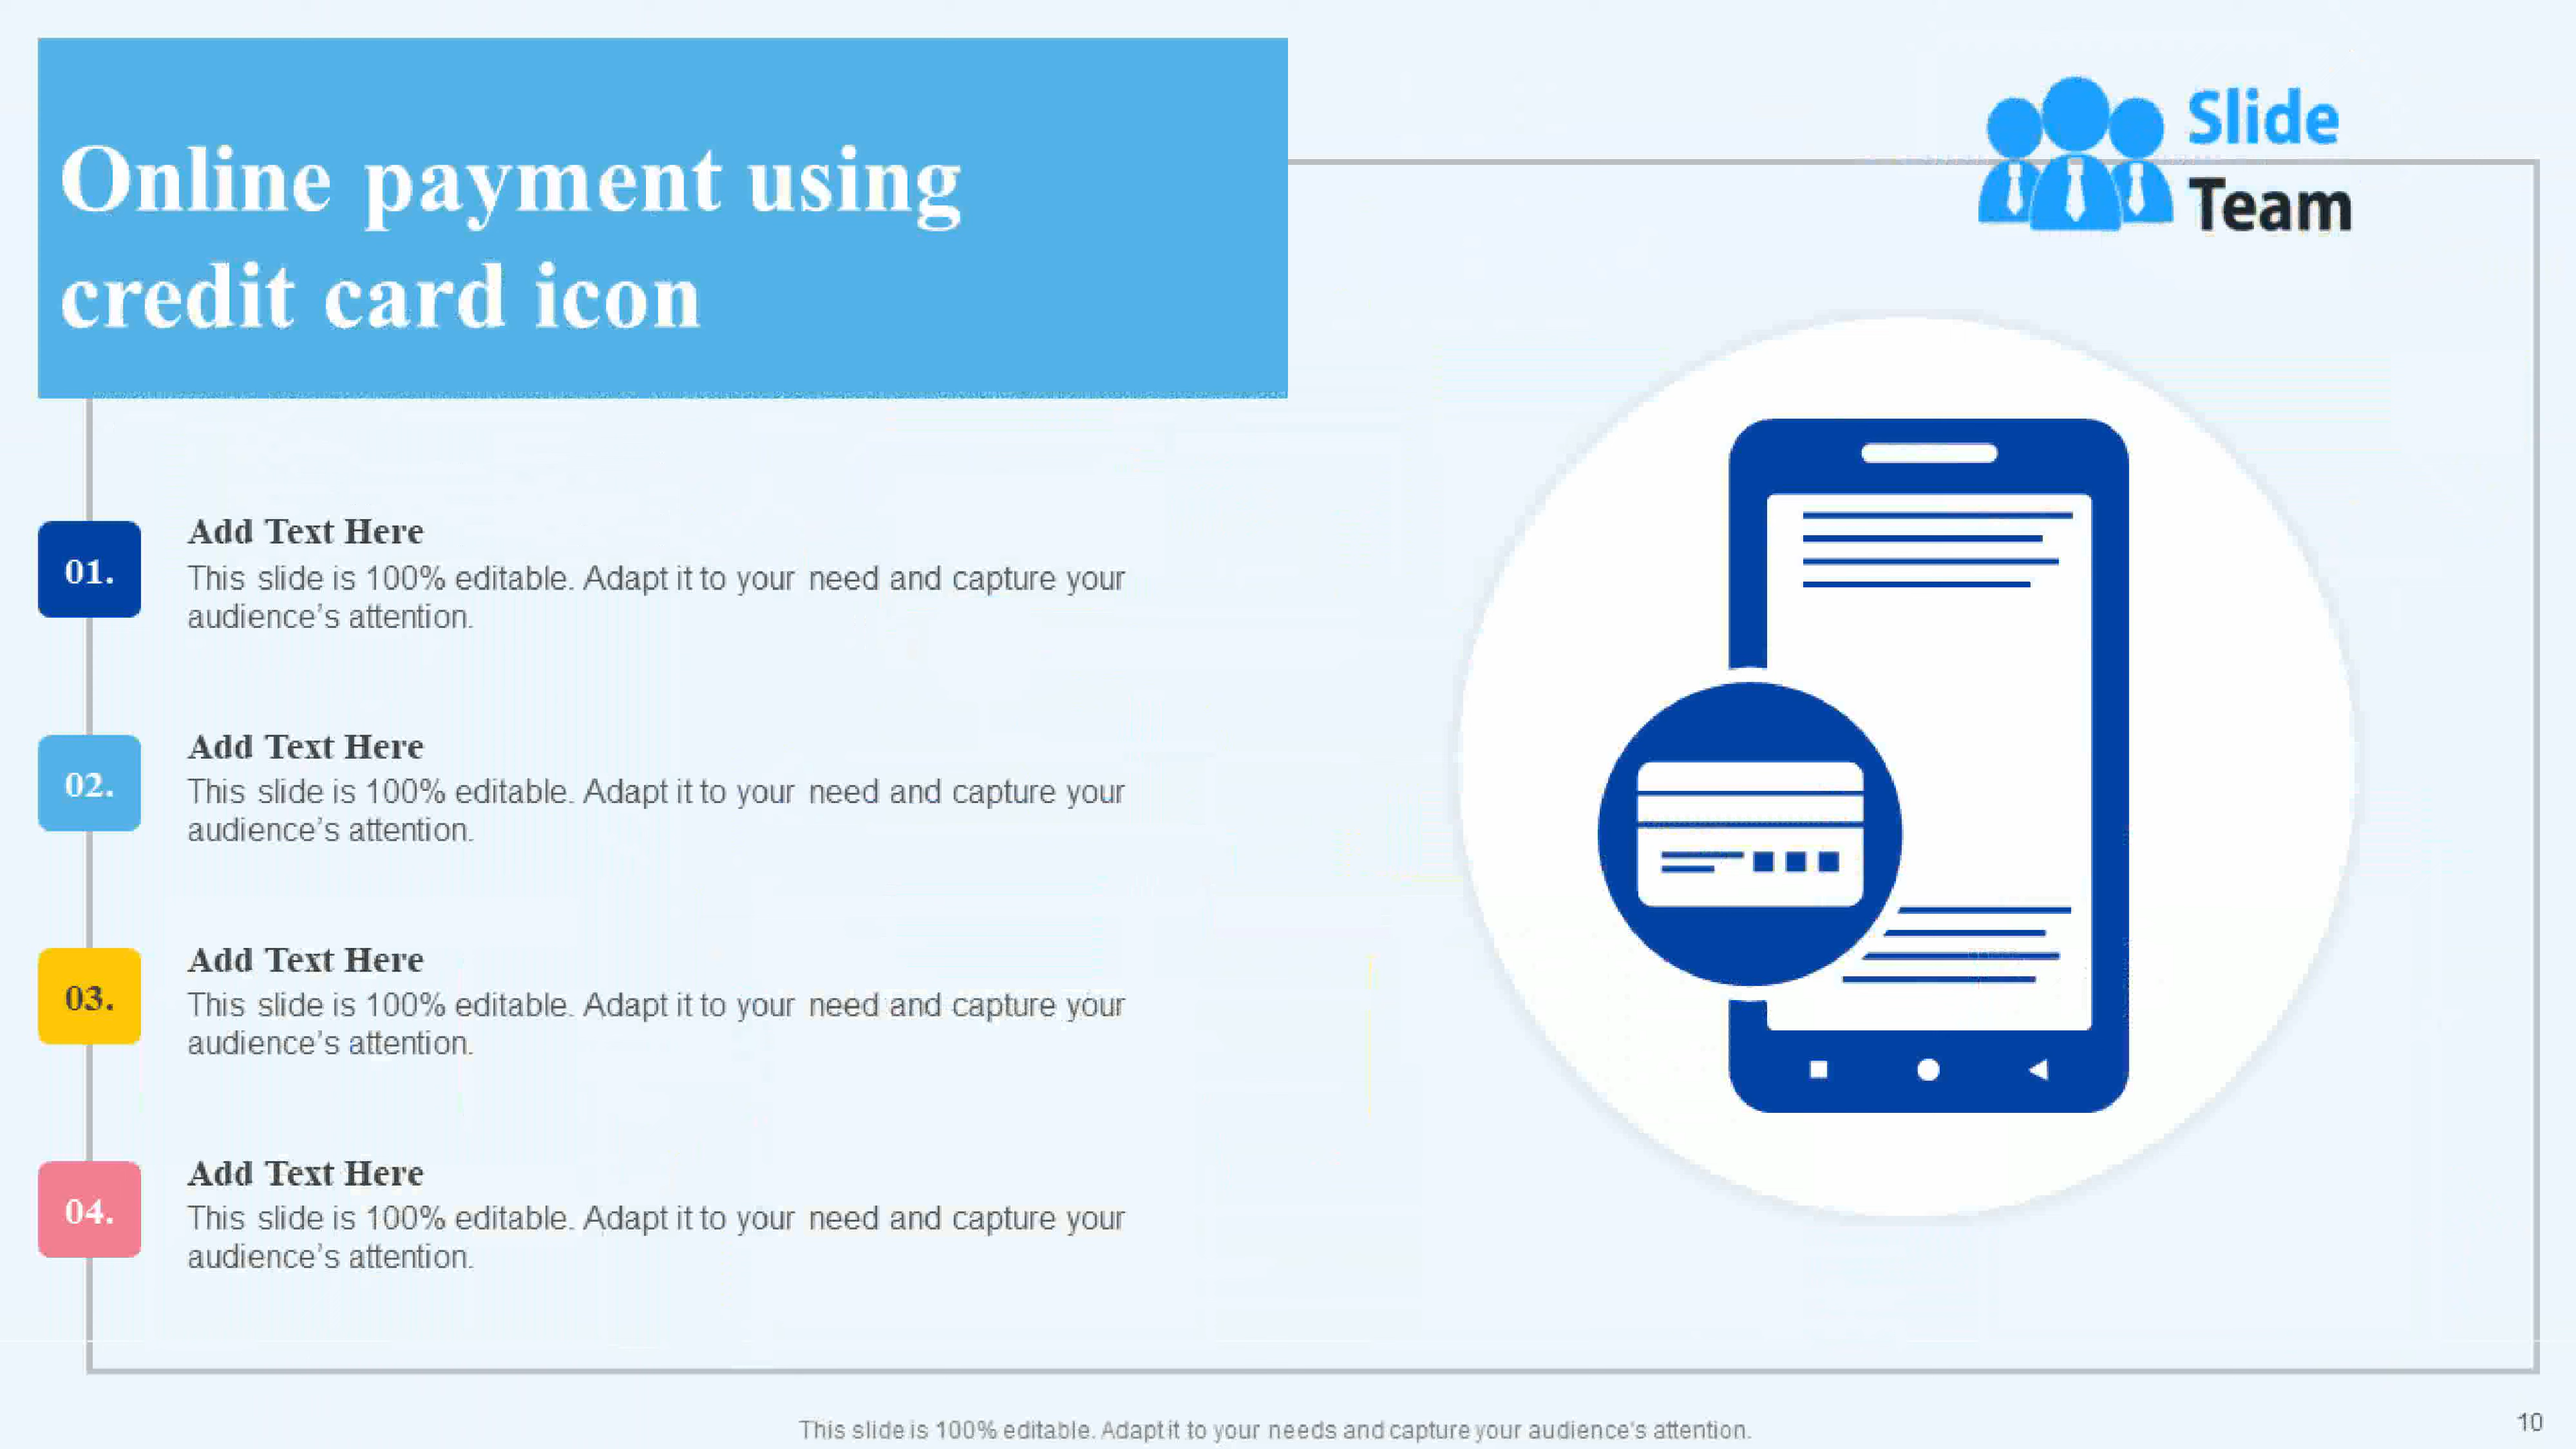 Online payment using
credit card icon
Slide
Team
01.
Add Text Here
This slide is 100% editable. Adapt it to your need and capture your
audience's attention.
02.
Add Text Here
This slide is 100% editable. Adapt it to your need and capture your
audience's attention.
03.
Add Text Here
This slide is 100% editable. Adapt it to your need and capture your
audience's attention.
04.
Add Text Here
This slide is 100% editable. Adapt it to your need and capture your
audience's attention.
This slide is 100% editable. Adapt it to your needs and capture your audience's attention.
10